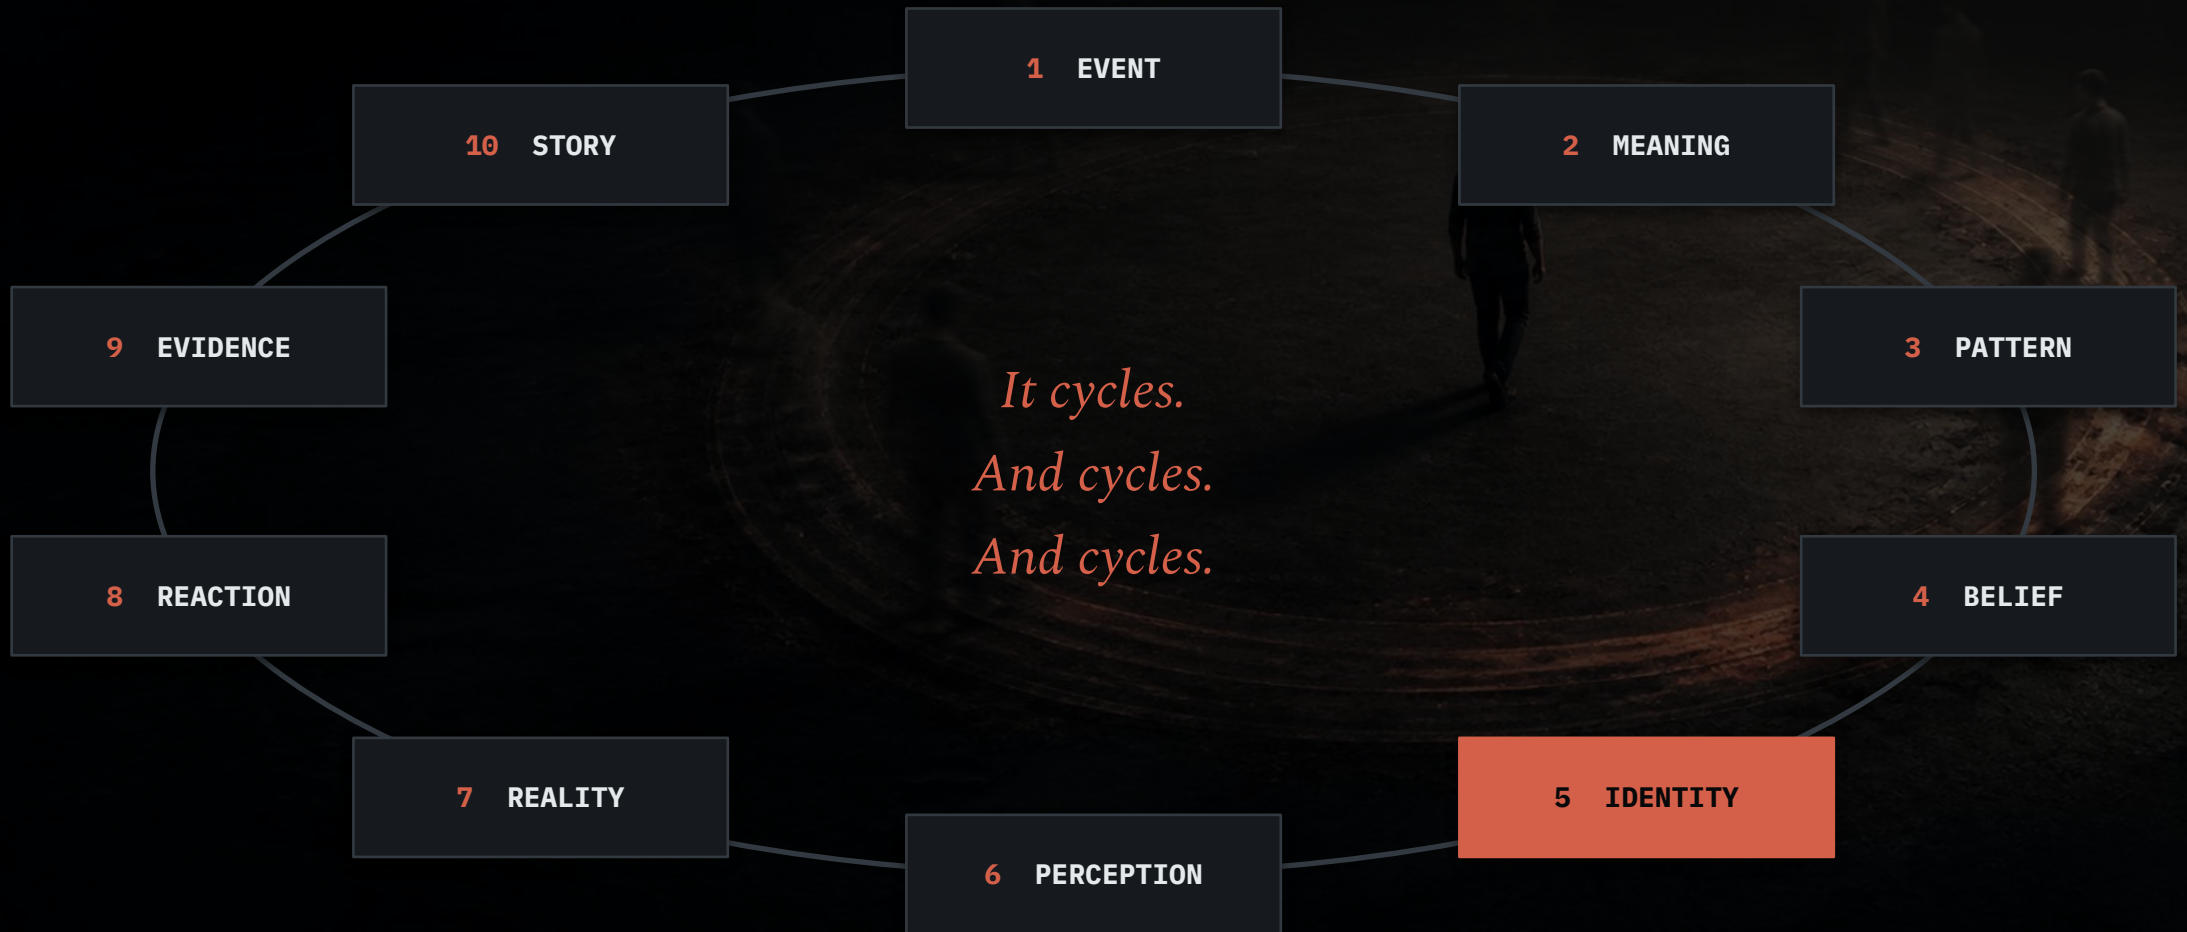 1 EVENT
2 MEANING
3 PATTERN
4 BELIEF
5 IDENTITY
6 PERCEPTION
7 REALITY
8 REACTION
9 EVIDENCE
10 STORY
It cycles.
And cycles.
And cycles.